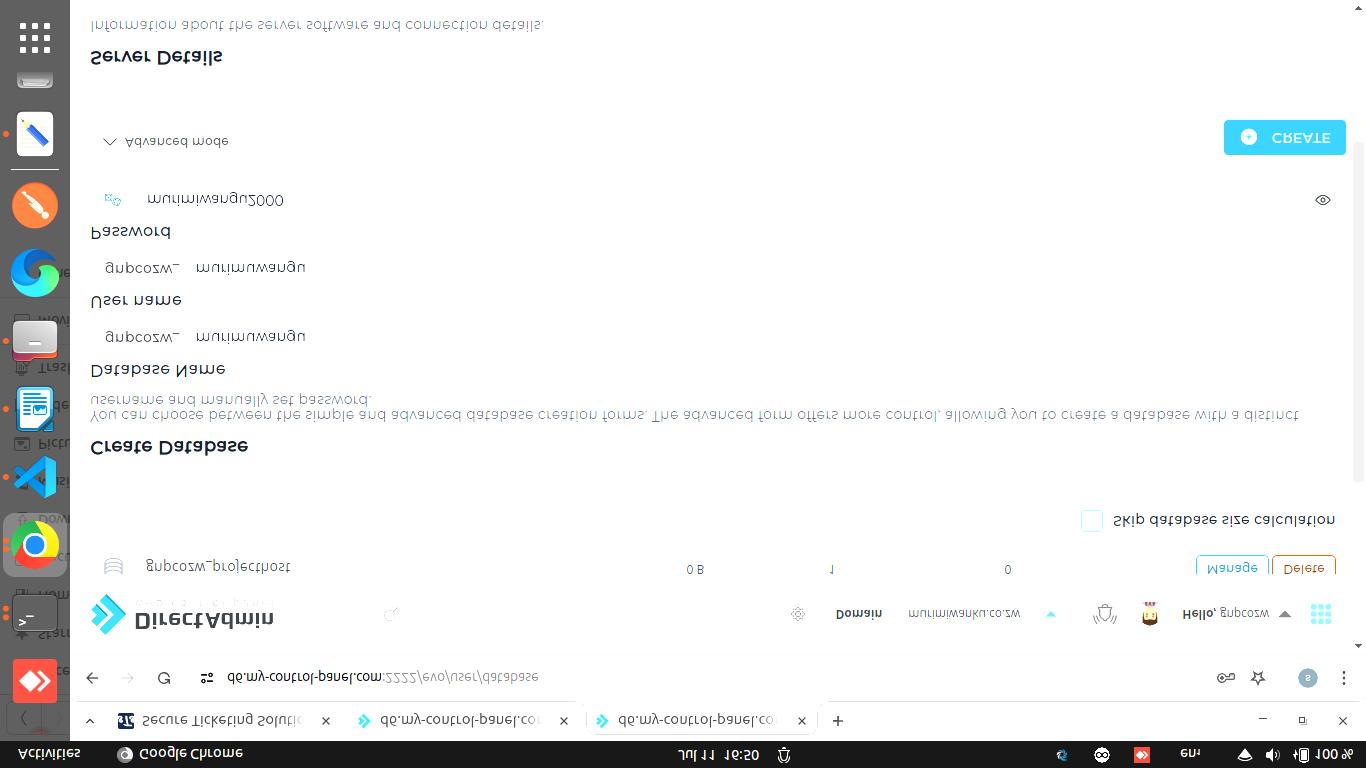 Activities
Google Chrome
Jul 11 16:50
en₁
100 %
Secure Ticketing Solutio
d6.my-control-panel.co
d6.my-control-panel.co
d6.my-control-panel.com:2222/evo/user/database
S
DirectAdmin
Domain
murimiwanku.co.zw
Hello, gnpcozw
gnpcozw_projecthost
0 B
1
0
Manage
Delete
Skip database size calculation
Create Database
You can choose between the simple and advanced database creation forms. The advanced form offers more control, allowing you to create a database with a distinct
username and manually set password.
Database Name
gnpcozw_ murimuwangu
User name
gnpcozw_ murimuwangu
Password
murimiwangu2000
Advanced mode
CREATE
Server Details
Information about the server software and connection details.